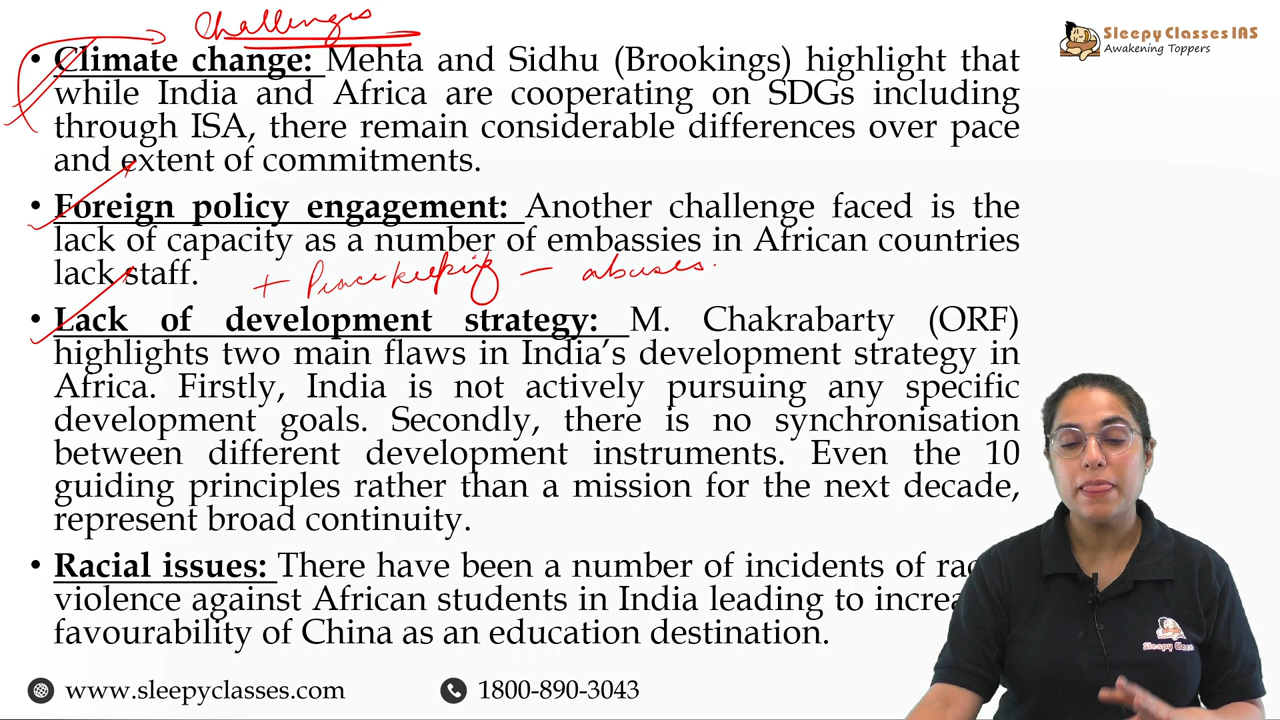 Challenges
SleepyClasses IAS
Awakening Toppers
• Climate change: Mehta and Sidhu (Brookings) highlight that
while India and Africa are cooperating on SDGs including
through ISA, there remain considerable differences over pace
and extent of commitments.
• Foreign policy engagement: Another challenge faced is the
lack of capacity as a number of embassies in African countries
lack staff.
+ Peacekeeping – abuses.
• Lack of development strategy: M. Chakrabarty (ORF)
highlights two main flaws in India's development strategy in
Africa. Firstly, India is not actively pursuing any specific
development goals. Secondly, there is no synchronisation
between different development instruments. Even the 10
guiding principles rather than a mission for the next decade,
represent broad continuity.
• Racial issues: There have been a number of incidents of
violence against African students in India leading to
favourability of China as an education destination.
www.sleepyclasses.com
1800-890-3043